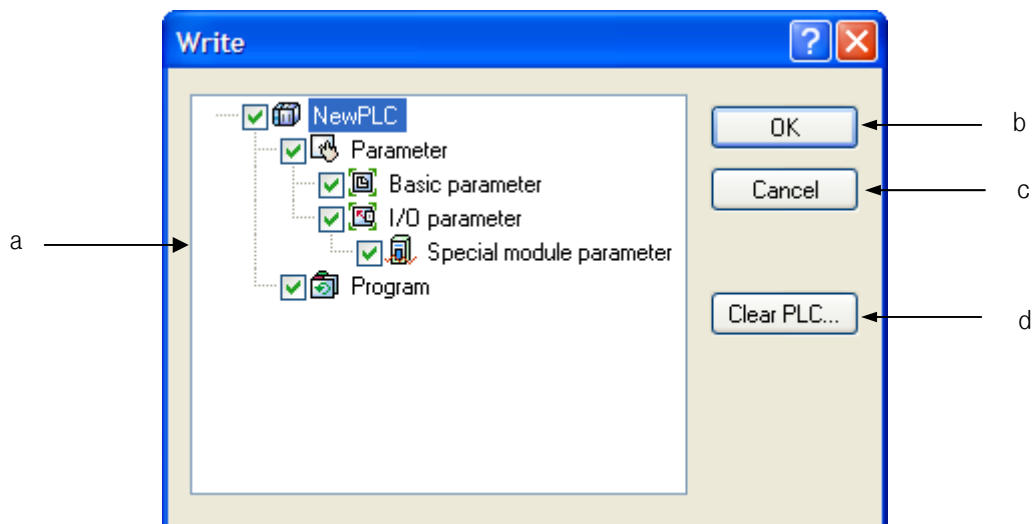 Write
NewPLC
OK
b
Parameter
Basic parameter
Cancel
c
I/O parameter
a
Special module parameter
Program
Clear PLC...
d